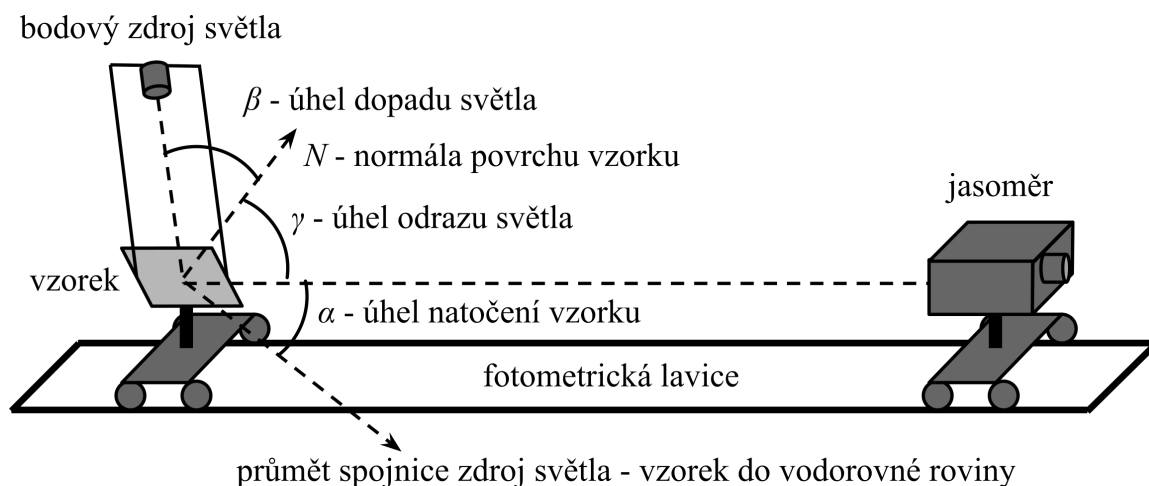 bodový zdroj světla
β - úhel dopadu světla
N - normála povrchu vzorku
jasoměr
γ - úhel odrazu světla
vzorek
α - úhel natočení vzorku
fotometrická lavice
průmět spojnice zdroj světla - vzorek do vodorovné roviny